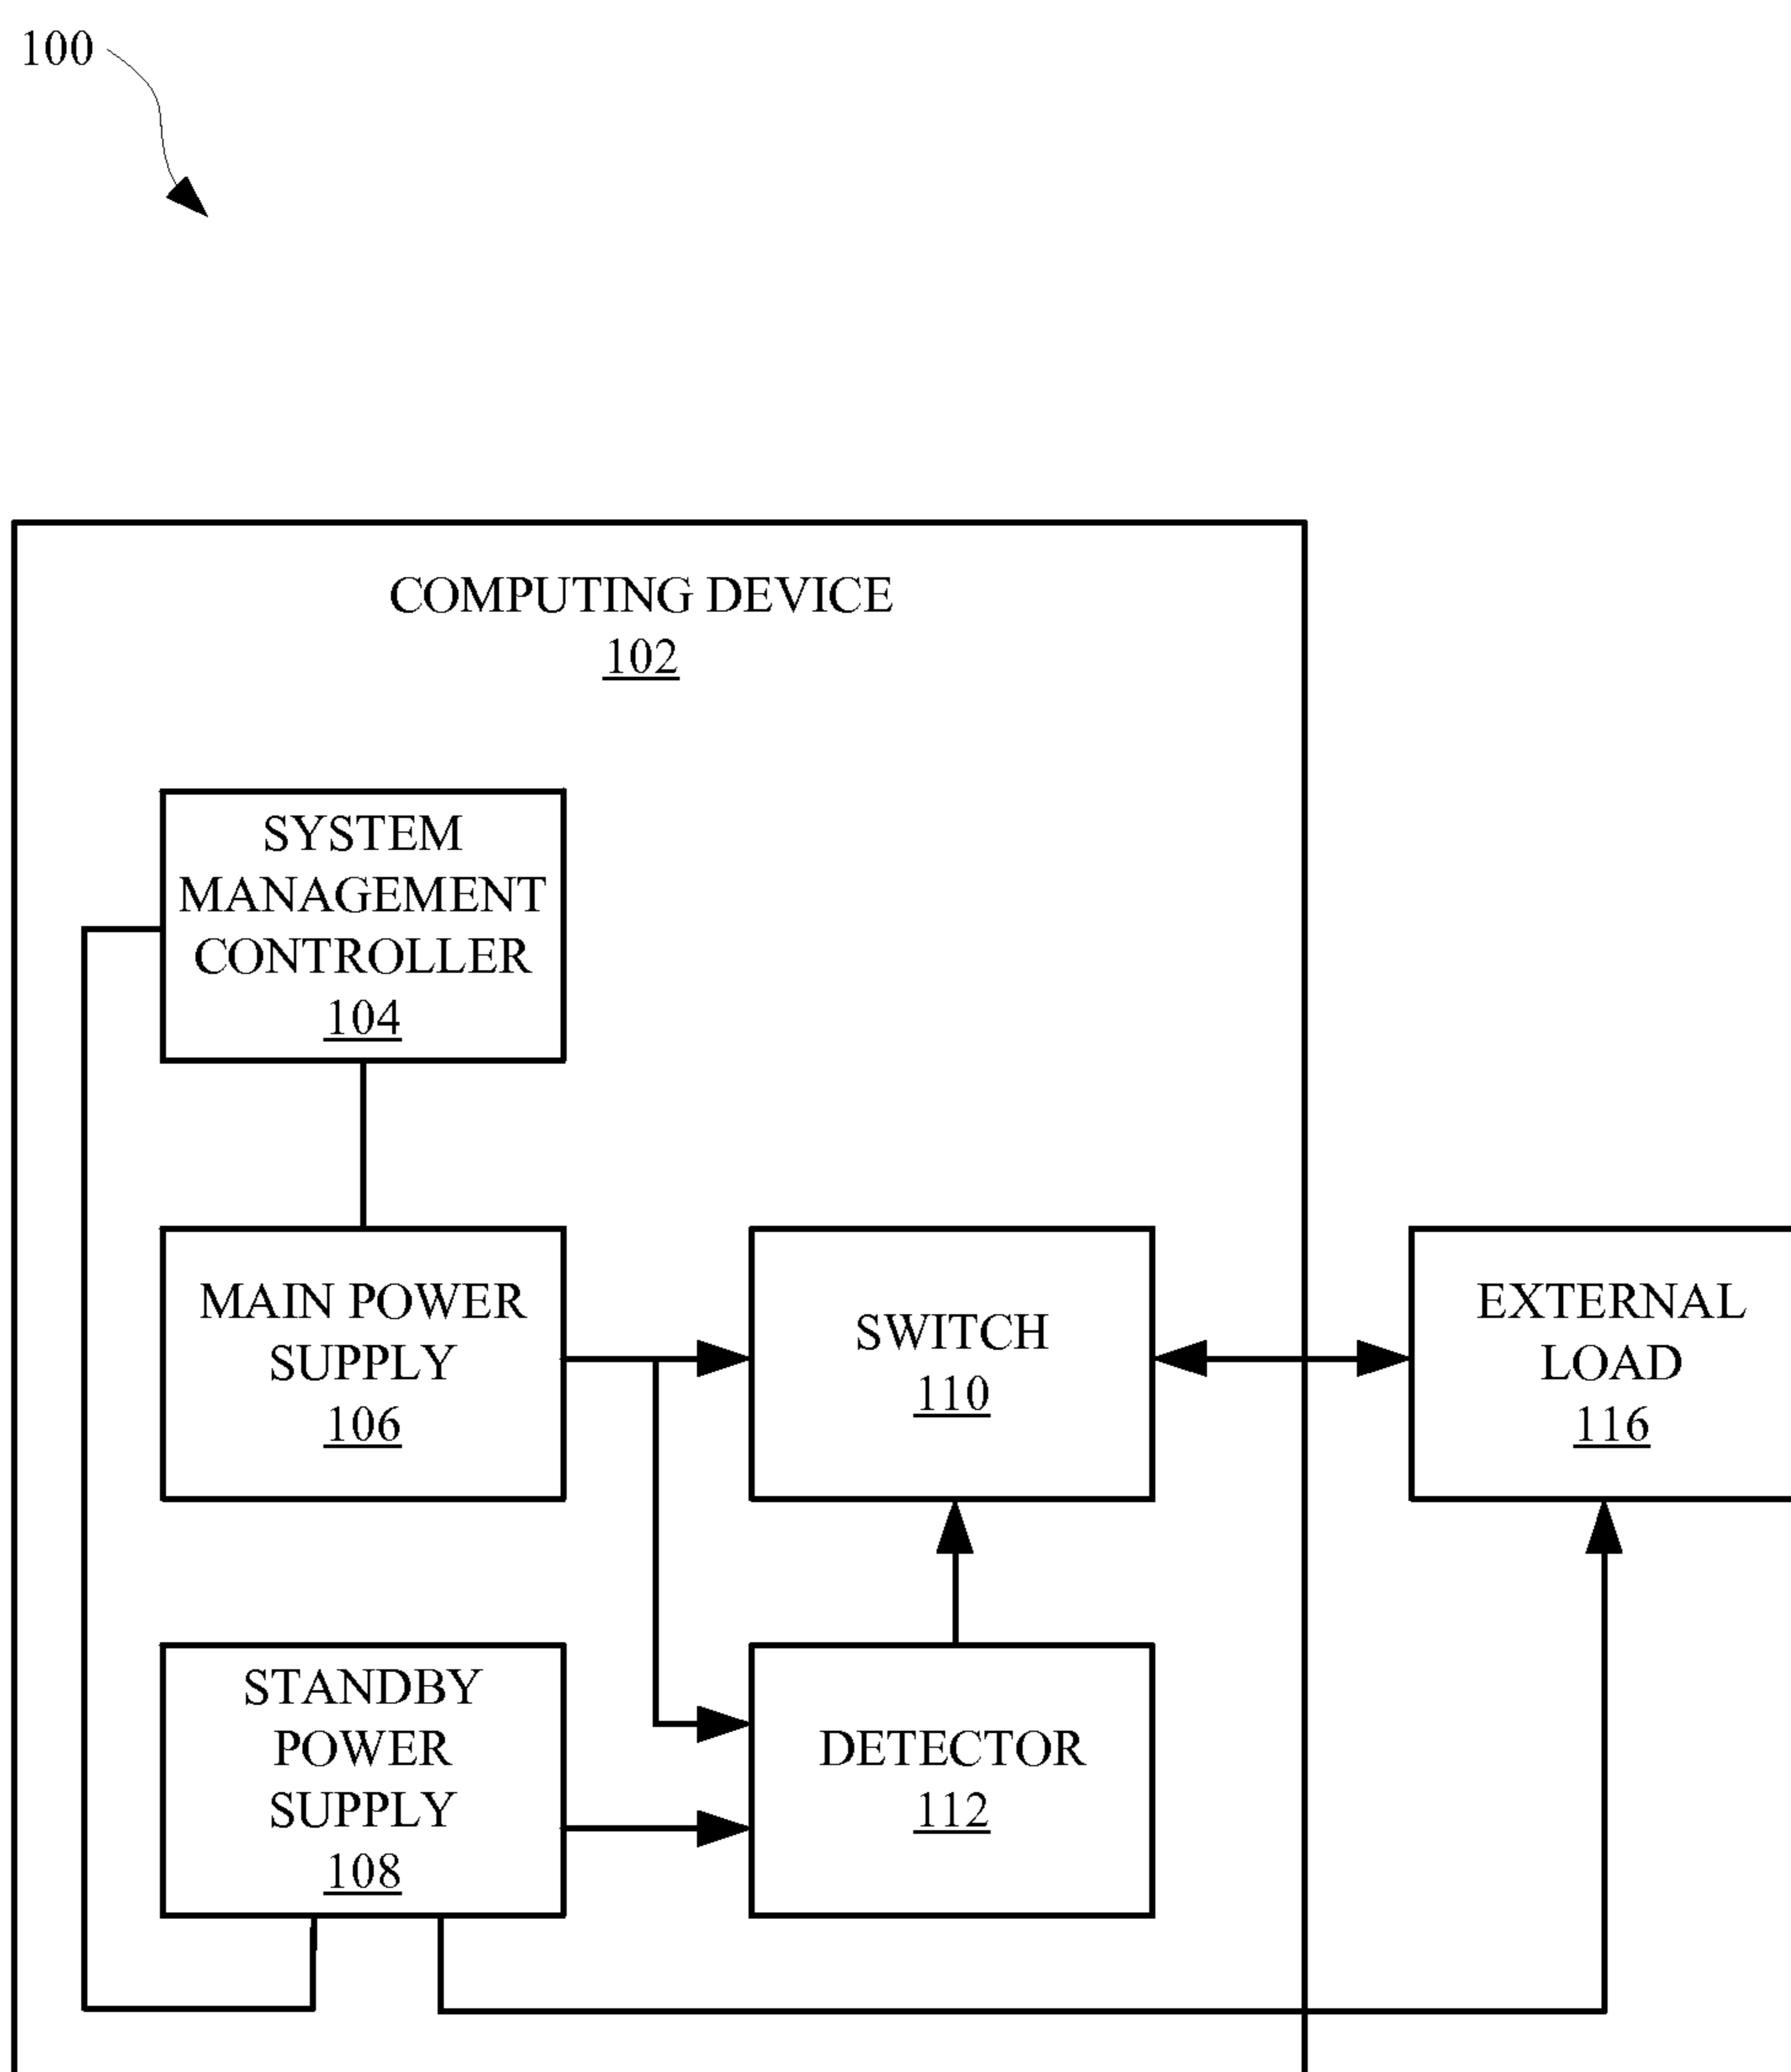 100
COMPUTING DEVICE
102
SYSTEM
MANAGEMENT
CONTROLLER
104
MAIN POWER
SUPPLY
106
SWITCH
110
EXTERNAL
LOAD
116
STANDBY
POWER
SUPPLY
108
DETECTOR
112